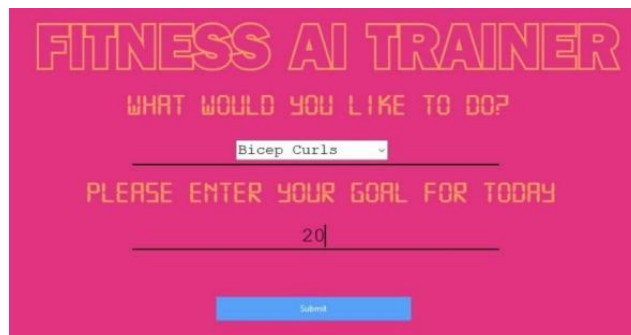 FITNESS AI TRAINER
WHAT WOULD YOU LIKE TO DO?
Bicep Curls
PLEASE ENTER YOUR GOAL FOR TODAY
20
Submit